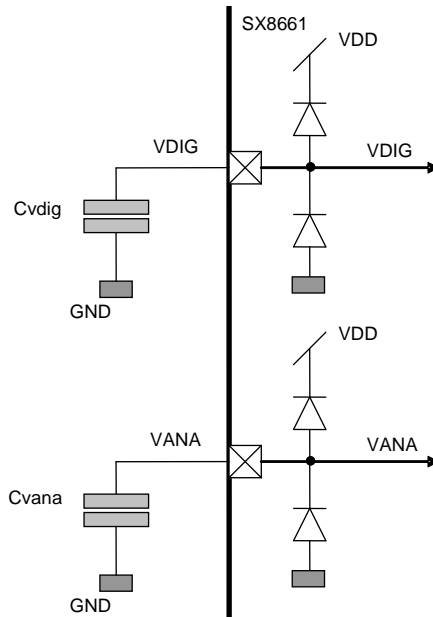 SX8661
VDD
VDIG
VDIG
Cvdig
GND
VDD
VANA
VANA
Cvana
GND